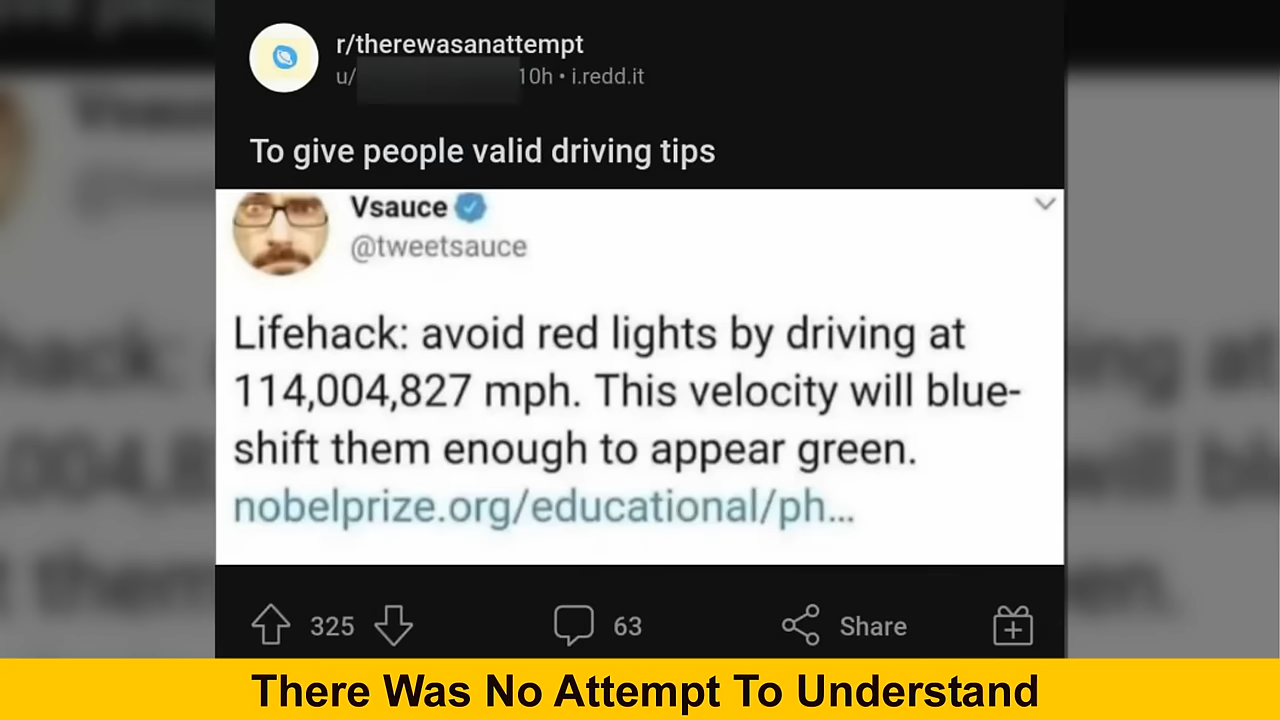 r/therewasanattempt
u/ 10h • i.redd.it
To give people valid driving tips
Vsauce
@tweetsauce
Lifehack: avoid red lights by driving at
114,004,827 mph. This velocity will blue-
shift them enough to appear green.
nobelprize.org/educational/ph...
325 63 Share
There Was No Attempt To Understand